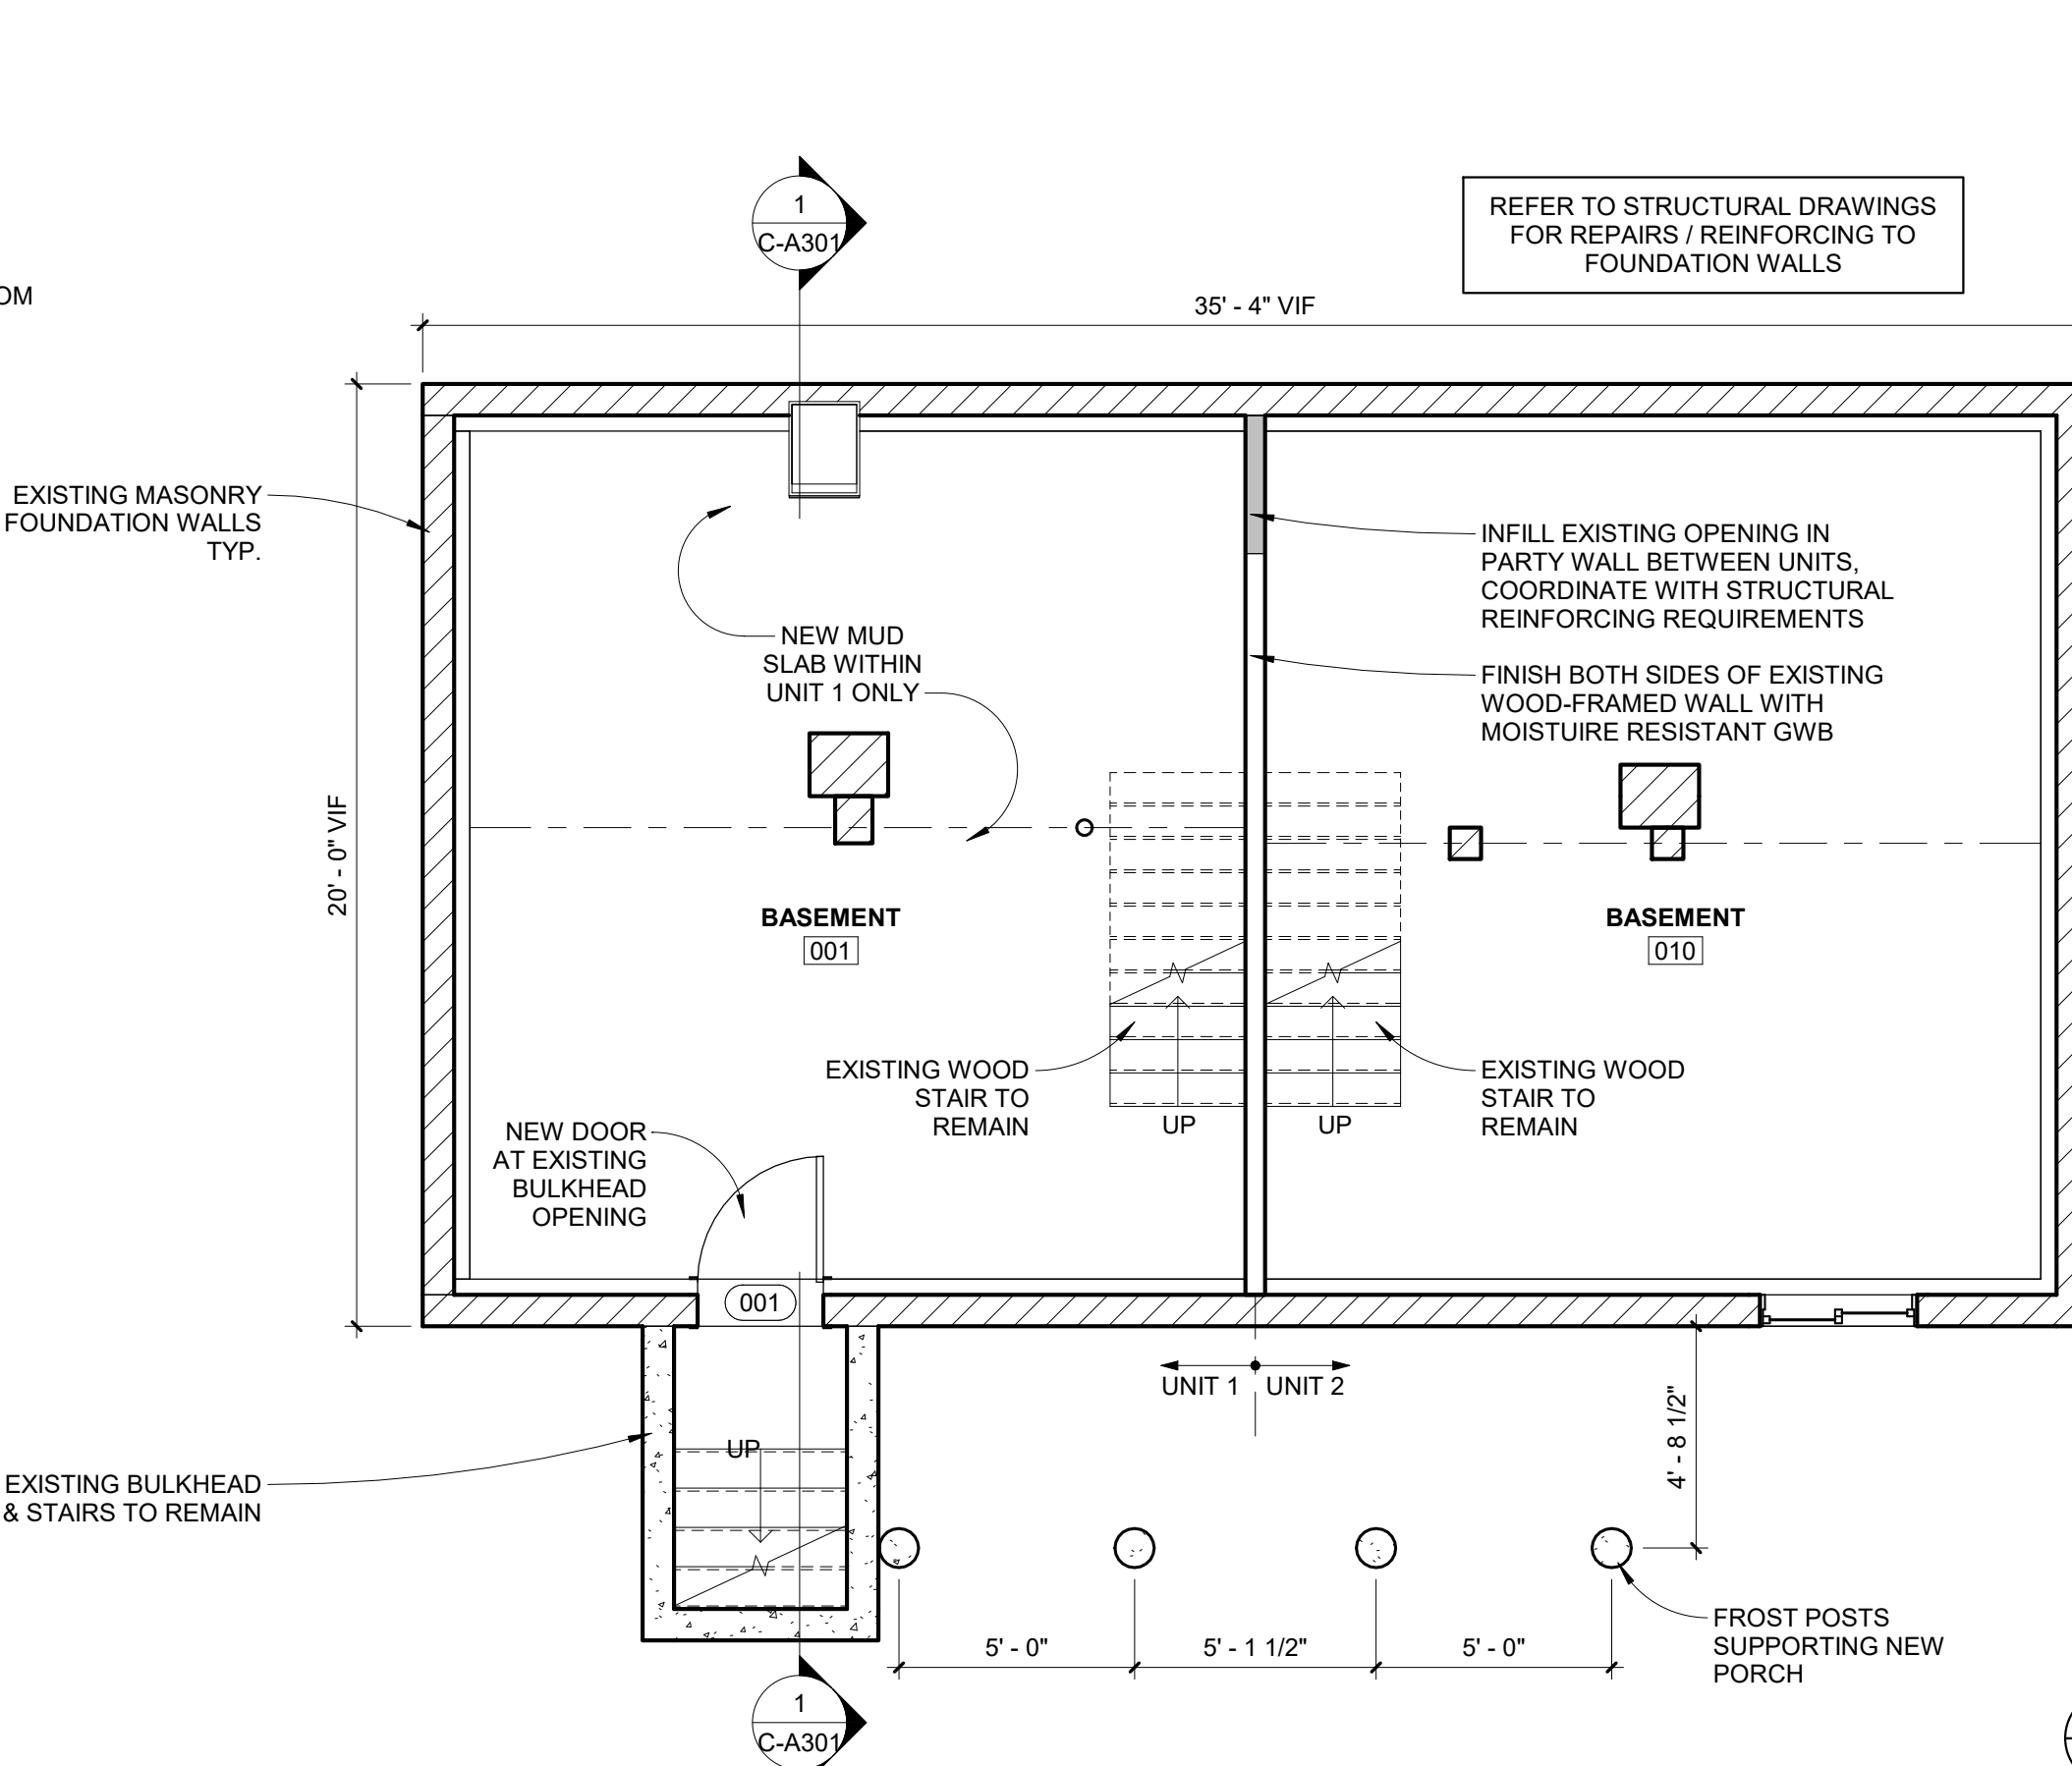 1
C-A301
REFER TO STRUCTURAL DRAWINGS
FOR REPAIRS / REINFORCING TO
FOUNDATION WALLS
OM
35' - 4" VIF
EXISTING MASONRY
FOUNDATION WALLS
TYP.
INFILL EXISTING OPENING IN
PARTY WALL BETWEEN UNITS,
COORDINATE WITH STRUCTURAL
REINFORCING REQUIREMENTS
NEW MUD
SLAB WITHIN
UNIT 1 ONLY
FINISH BOTH SIDES OF EXISTING
WOOD-FRAMED WALL WITH
MOISTUIRE RESISTANT GWB
20' - 0" VIF
BASEMENT
001
BASEMENT
010
EXISTING WOOD
STAIR TO
REMAIN
UP
UP
EXISTING WOOD
STAIR TO
REMAIN
NEW DOOR
AT EXISTING
BULKHEAD
OPENING
001
UNIT 1
UNIT 2
4' - 8 1/2"
UP
EXISTING BULKHEAD
& STAIRS TO REMAIN
5' - 0"
5' - 1 1/2"
5' - 0"
FROST POSTS
SUPPORTING NEW
PORCH
1
C-A301